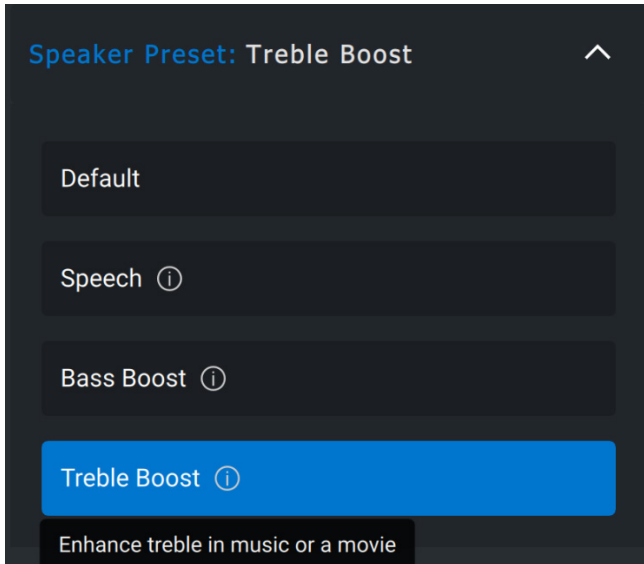 Speaker Preset: Treble Boost
Default
Speech
Bass Boost
Treble Boost
Enhance treble in music or a movie